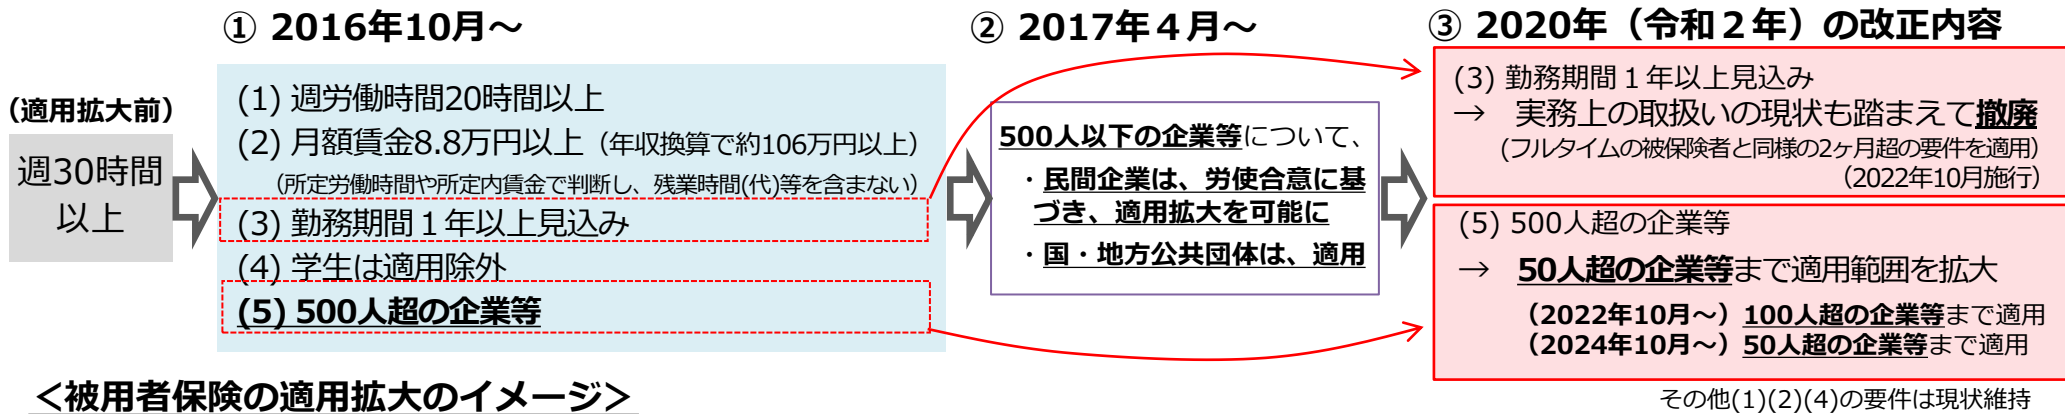 ① 2016年10月～
② 2017年４月～
③ 2020年（令和２年）の改正内容
（適用拡大前）
週30時間
以上
(1) 週労働時間20時間以上
(2) 月額賃金8.8万円以上（年収換算で約106万円以上）
（所定労働時間や所定内賃金で判断し、残業時間(代)等を含まない）
(3) 勤務期間１年以上見込み
(4) 学生は適用除外
(5) 500人超の企業等
500人以下の企業等について、
・民間企業は、労使合意に基
づき、適用拡大を可能に
・国・地方公共団体は、適用
(3) 勤務期間１年以上見込み
→ 実務上の取扱いの現状も踏まえて撤廃
(フルタイムの被保険者と同様の2ヶ月超の要件を適用)
（2022年10月施行）
(5) 500人超の企業等
→ 50人超の企業等まで適用範囲を拡大
（2022年10月～）100人超の企業等まで適用
（2024年10月～）50人超の企業等まで適用
その他(1)(2)(4)の要件は現状維持
＜被用者保険の適用拡大のイメージ＞